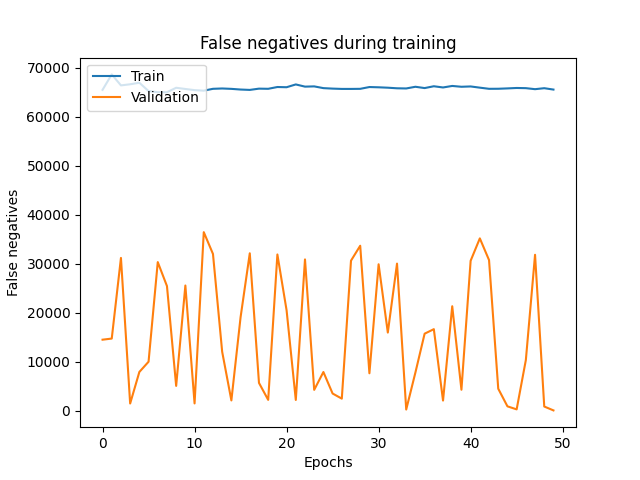 False negatives during training
Train
Validation
False negatives
70000
60000
50000
40000
30000
20000
10000
0
0 10 20 30 40 50
Epochs